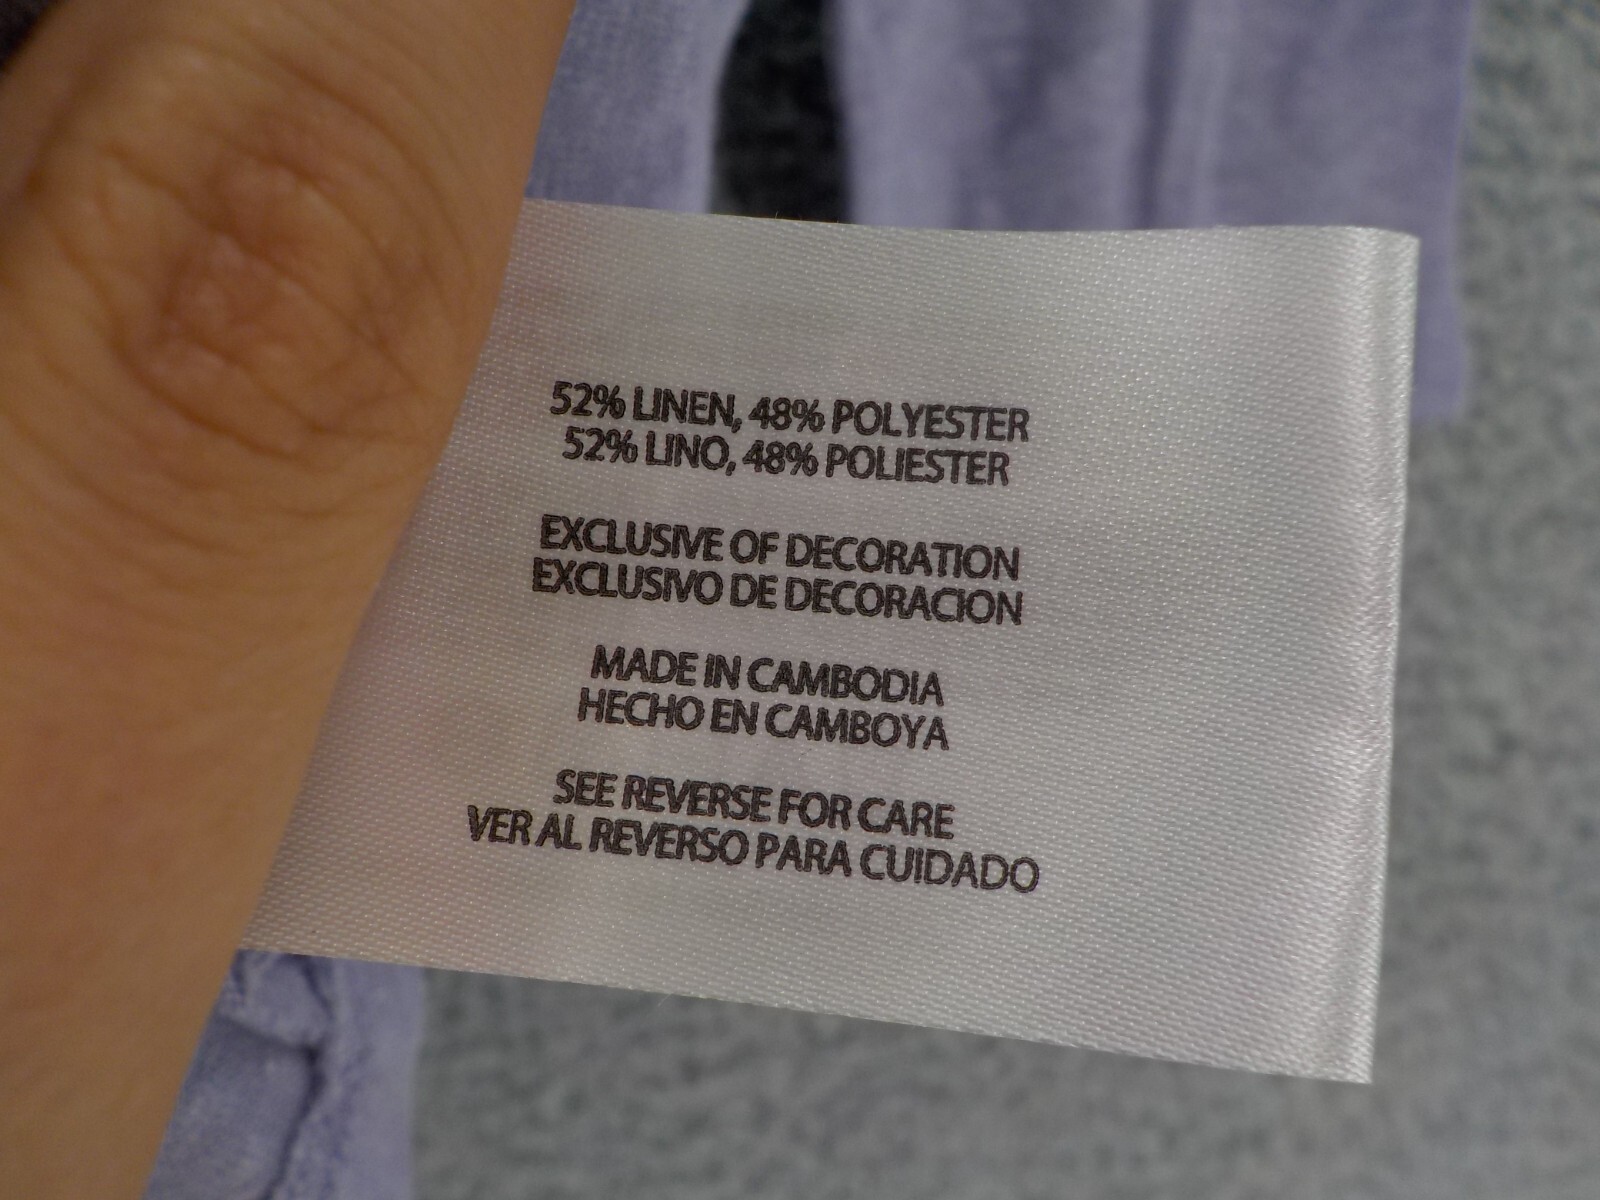 52% LINEN, 48% POLYESTER
52% LINO, 48% POLIESTER
EXCLUSIVE OF DECORATION
EXCLUSIVO DE DECORACION
MADE IN CAMBODIA
HECHO EN CAMBOYA
SEE REVERSE FOR CARE
VER AL REVERSO PARA CUIDADO